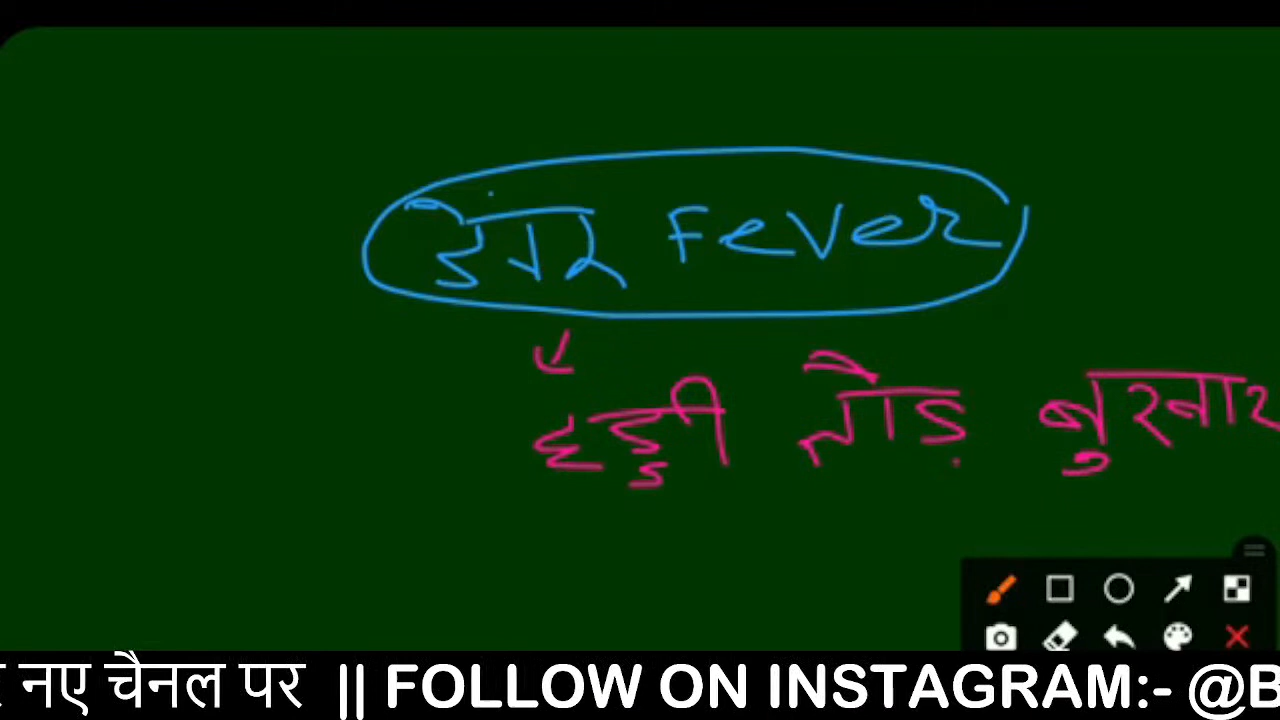 Fever
हड्डी तोड़ बुखार
नए चैनल पर || FOLLOW ON INSTAGRAM:- @B